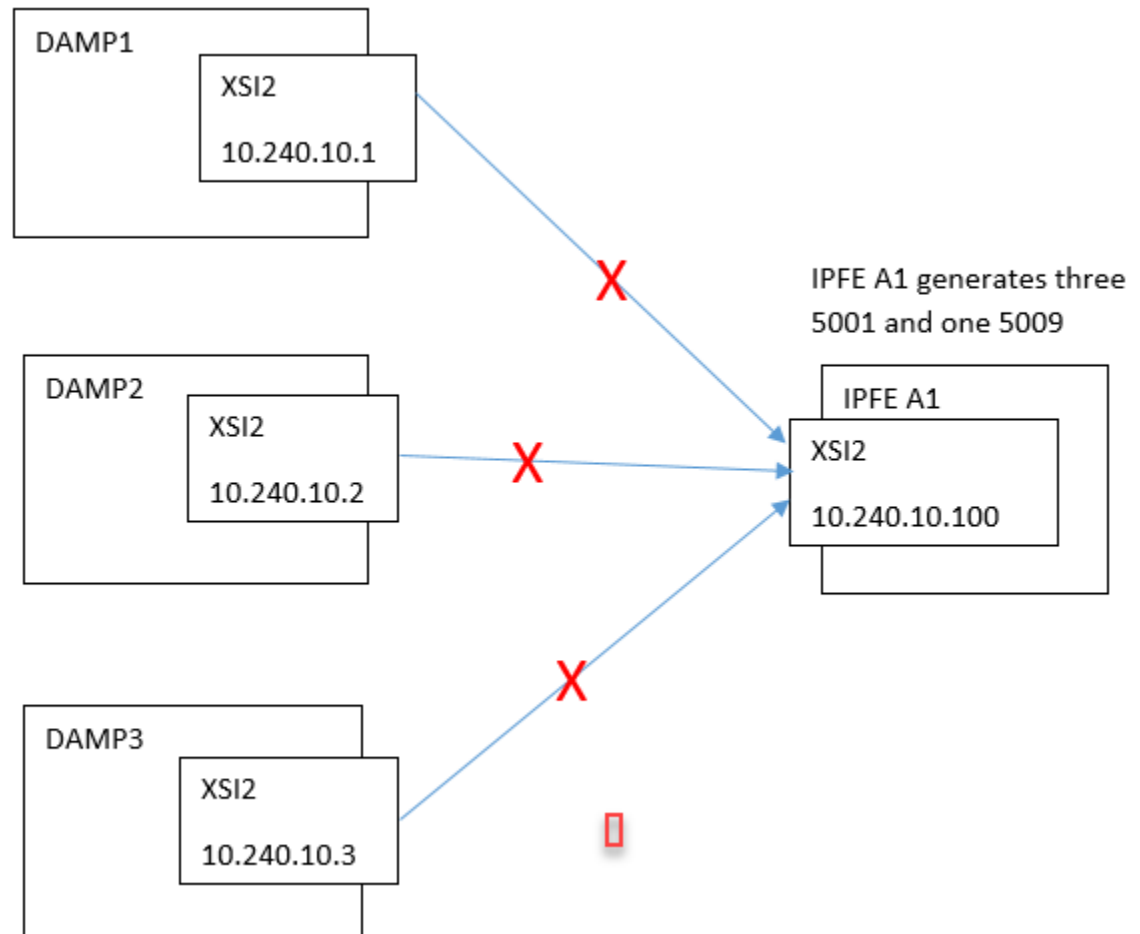 DAMP1
XSI2
10.240.10.1
X
IPFE A1 generates three
5001 and one 5009
DAMP2
XSI2
10.240.10.2
X
IPFE A1
XSI2
10.240.10.100
X
DAMP3
XSI2
10.240.10.3